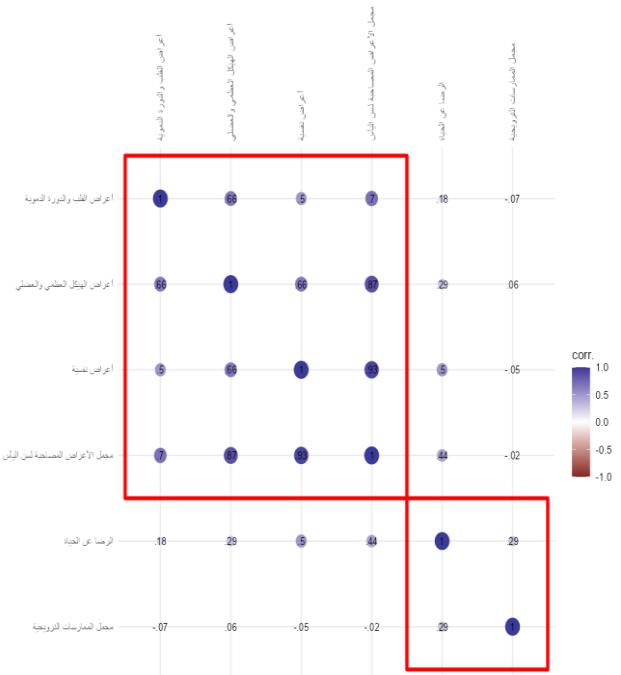 أعراض القلب والدورة الدموية
أعراض الهيكل العظمي والعضلي
أعراض نفسية
مجمل الأعراض المصاحبة لسن اليأس
الرضا عن الحياة
مجمل الممارسات الترويحية
أعراض القلب والدورة الدموية 1 .66 .5 .7 .18 -.07
أعراض الهيكل العظمي والعضلي .66 1 .66 .87 .29 .06
أعراض نفسية .5 .66 1 .93 .5 -.05
مجمل الأعراض المصاحبة لسن اليأس .7 .87 .93 1 .44 -.02
الرضا عن الحياة .18 .29 .5 .44 1 .29
مجمل الممارسات الترويحية -.07 .06 -.05 -.02 .29 1
corr.
1.0
0.5
0.0
-0.5
-1.0